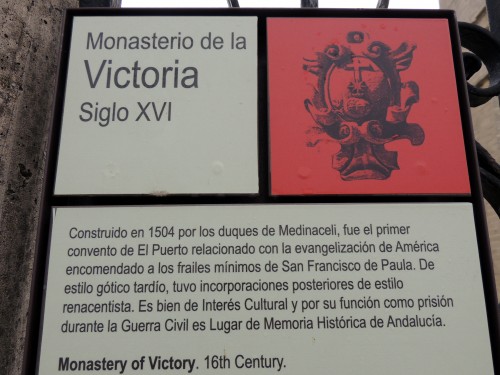 Monasterio de la
Victoria
Siglo XVI
Construido en 1504 por los duques de Medinaceli, fue el primer
convento de El Puerto relacionado con la evangelización de América
encomendado a los frailes mínimos de San Francisco de Paula. De
estilo gótico tardío, tuvo incorporaciones posteriores de estilo
renacentista. Es bien de Interés Cultural y por su función como prisión
durante la Guerra Civil es Lugar de Memoria Histórica de Andalucía.
Monastery of Victory. 16th Century.